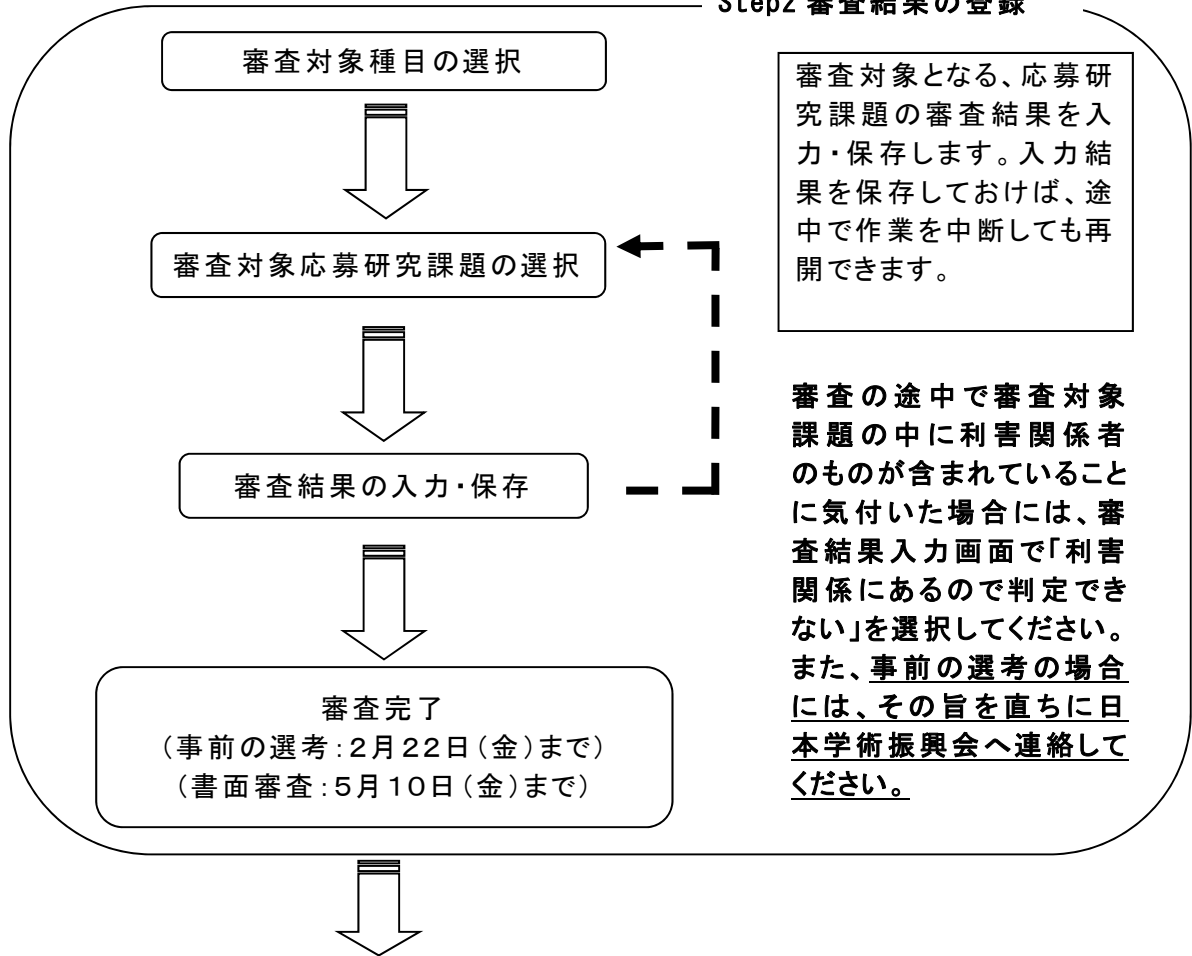 Step2 審査結果の登録
審査対象種目の選択
審査対象となる、応募研
究課題の審査結果を入
力・保存します。入力結
果を保存しておけば、途
中で作業を中断しても再
開できます。
審査対象応募研究課題の選択
審査結果の入力・保存
審査の途中で審査対象
課題の中に利害関係者
のものが含まれていること
に気付いた場合には、審
査結果入力画面で「利害
関係にあるので判定でき
ない」を選択してください。
また、事前の選考の場合
には、その旨を直ちに日
本学術振興会へ連絡して
ください。
審査完了
(事前の選考:2月22日(金)まで)
(書面審査:5月10日(金)まで)